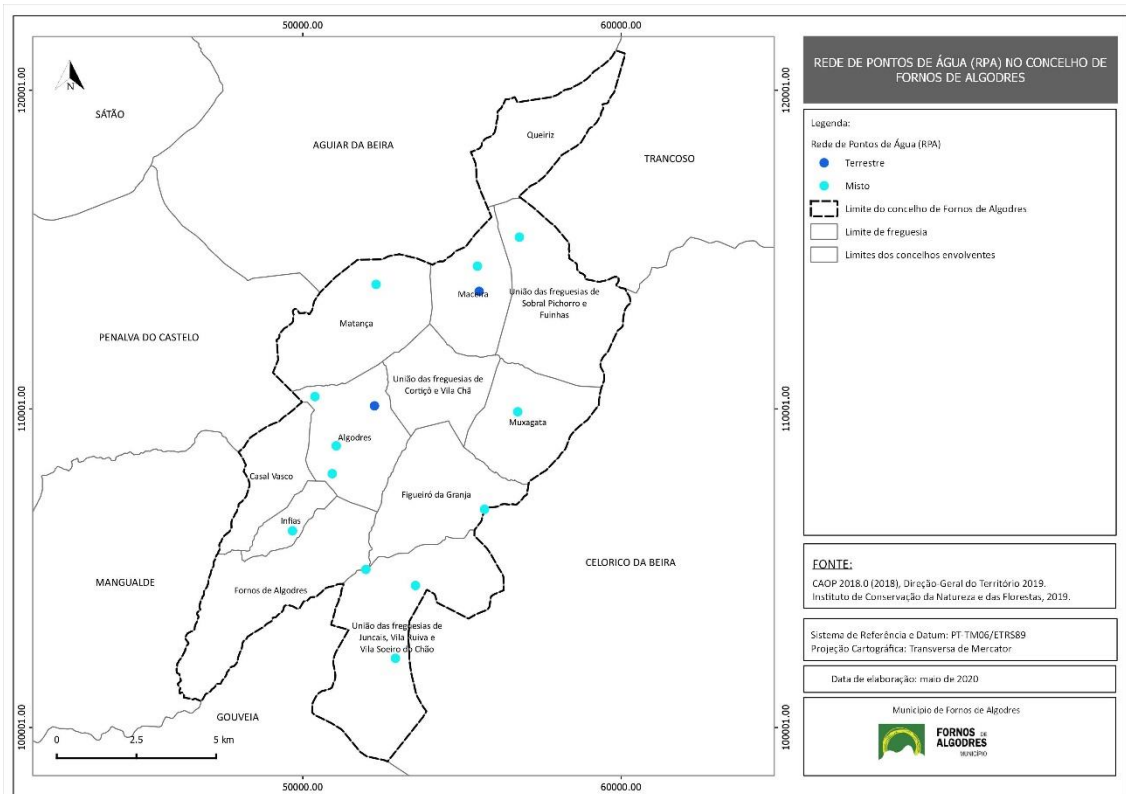 50000.00
60000.00
120001.00
120001.00
N
SÁTÃO
AGUIAR DA BEIRA
Queiriz
TRANCOSO
PENALVA DO CASTELO
Matança
Maceira
União das freguesias de
Sobral Pichorro e
Fuinhas
União das freguesias de
Cortiçô e Vila Chã
110001.00
110001.00
Muxagata
Algodres
Casal Vasco
Figueiró da Granja
Infias
MANGUALDE
CELORICO DA BEIRA
Fornos de Algodres
União das freguesias de
Juncais, Vila Ruiva e
Vila Soeiro do Chão
GOUVEIA
100001.00
100001.00
0 2.5 5 km
50000.00
60000.00
REDE DE PONTOS DE ÁGUA (RPA) NO CONCELHO DE
FORNOS DE ALGODRES
Legenda:
Rede de Pontos de Água (RPA)
Terrestre
Misto
Limite do concelho de Fornos de Algodres
Limite de freguesia
Limites dos concelhos envolventes
FONTE:
CAOP 2018.0 (2018), Direção-Geral do Território 2019.
Instituto de Conservação da Natureza e das Florestas, 2019.
Sistema de Referência e Datum: PT-TM06/ETRS89
Projeção Cartográfica: Transversa de Mercator
Data de elaboração: maio de 2020
Município de Fornos de Algodres
FORNOS DE
ALGODRES
MUNICÍPIO